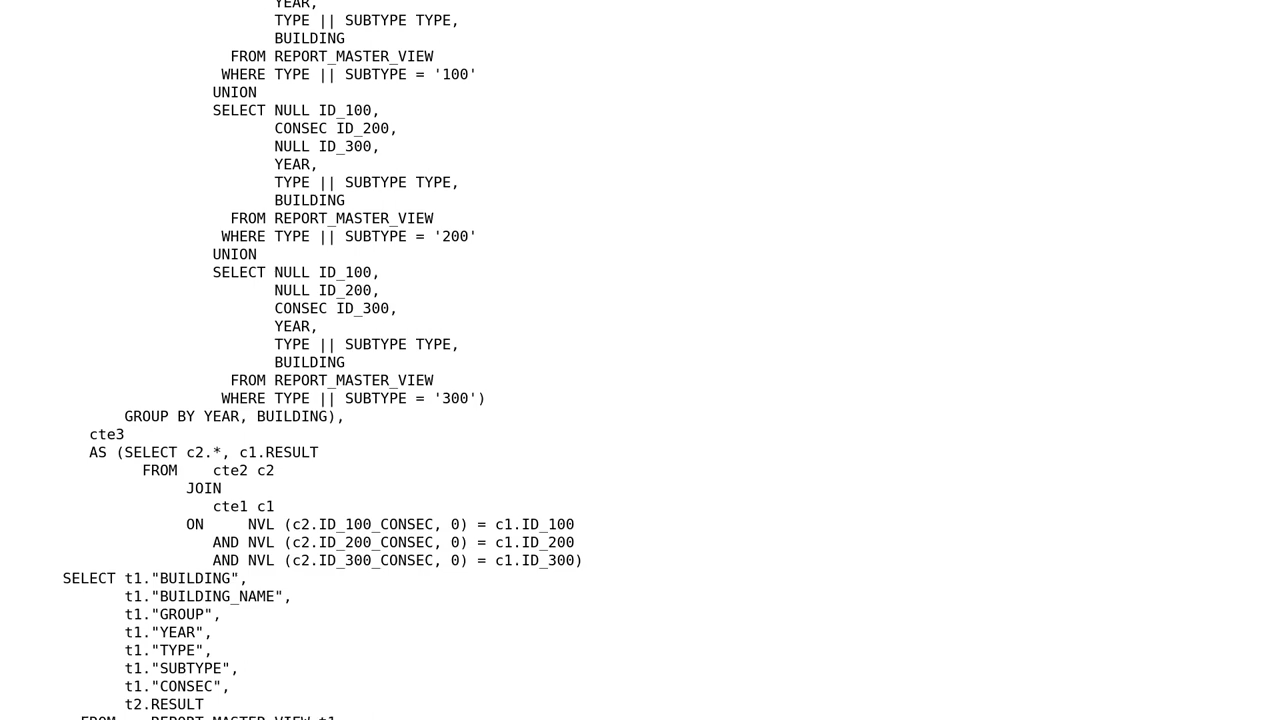 YEAR,
TYPE || SUBTYPE TYPE,
BUILDING
FROM REPORT_MASTER_VIEW
WHERE TYPE || SUBTYPE = '100'
UNION
SELECT NULL ID_100,
CONSEC ID_200,
NULL ID_300,
YEAR,
TYPE || SUBTYPE TYPE,
BUILDING
FROM REPORT_MASTER_VIEW
WHERE TYPE || SUBTYPE = '200'
UNION
SELECT NULL ID_100,
NULL ID_200,
CONSEC ID_300,
YEAR,
TYPE || SUBTYPE TYPE,
BUILDING
FROM REPORT_MASTER_VIEW
WHERE TYPE || SUBTYPE = '300')
GROUP BY YEAR, BUILDING),
cte3
AS (SELECT c2.*, c1.RESULT
FROM cte2 c2
JOIN
cte1 c1
ON NVL (c2.ID_100_CONSEC, 0) = c1.ID_100
AND NVL (c2.ID_200_CONSEC, 0) = c1.ID_200
AND NVL (c2.ID_300_CONSEC, 0) = c1.ID_300)
SELECT t1."BUILDING",
t1."BUILDING_NAME",
t1."GROUP",
t1."YEAR",
t1."TYPE",
t1."SUBTYPE",
t1."CONSEC",
t2.RESULT
FROM REPORT_MASTER_VIEW t1